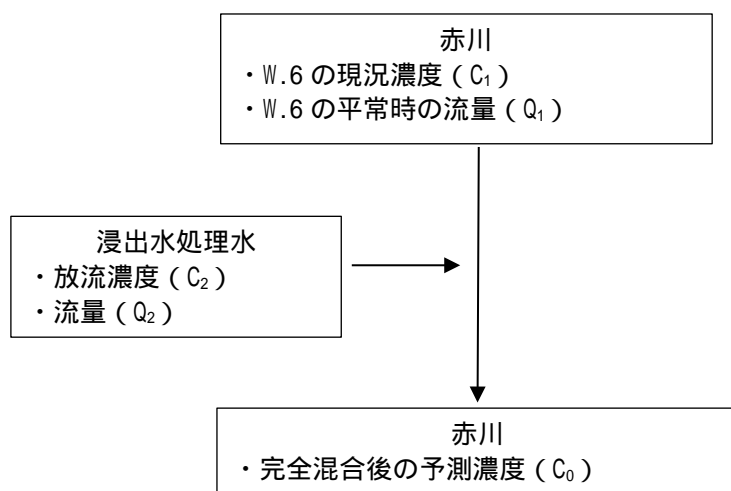 赤川
・W.6 の現況濃度（C₁）
・W.6 の平常時の流量（Q₁）
浸出水処理水
・放流濃度（C₂）
・流量（Q₂）
赤川
・完全混合後の予測濃度（C₀）